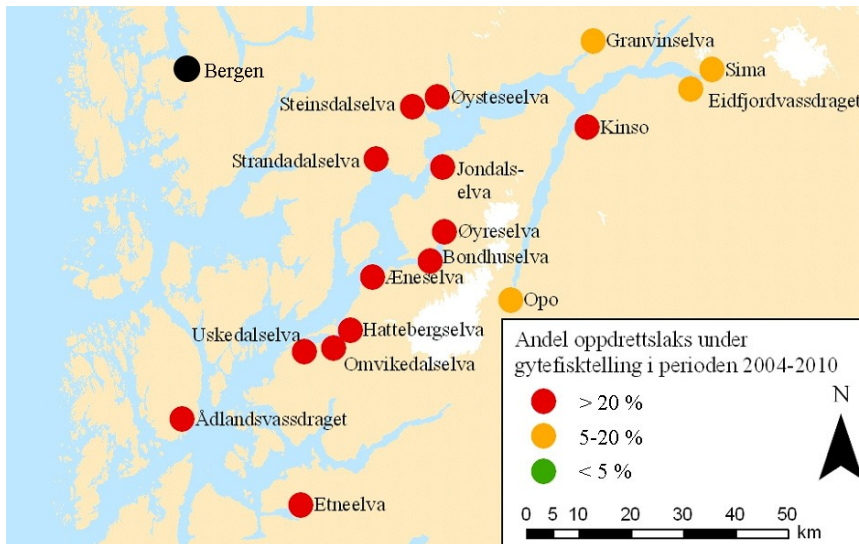 Granvinselva
Bergen
Sima
Øysteseelva
Eidfjordvassdraget
Steinsdalselva
Kinso
Strandadalselva
Jondals-
elva
Øyreselva
Bondhuselva
Æneselva
Opo
Uskedalselva
Hattebergselva
Omvikedalselva
Ådlandsvassdraget
Etneelva
Andel oppdrettslaks under
gytefisktelling i perioden 2004-2010
> 20 %
5-20 %
< 5 %
N
0 5 10 20 30 40 50
km